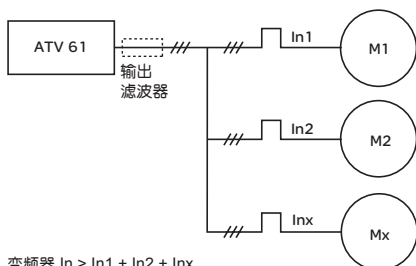 ATV 61
输出
滤波器
In1
M1
In2
M2
Inx
Mx
变频器 In > In1 + In2 + Inx